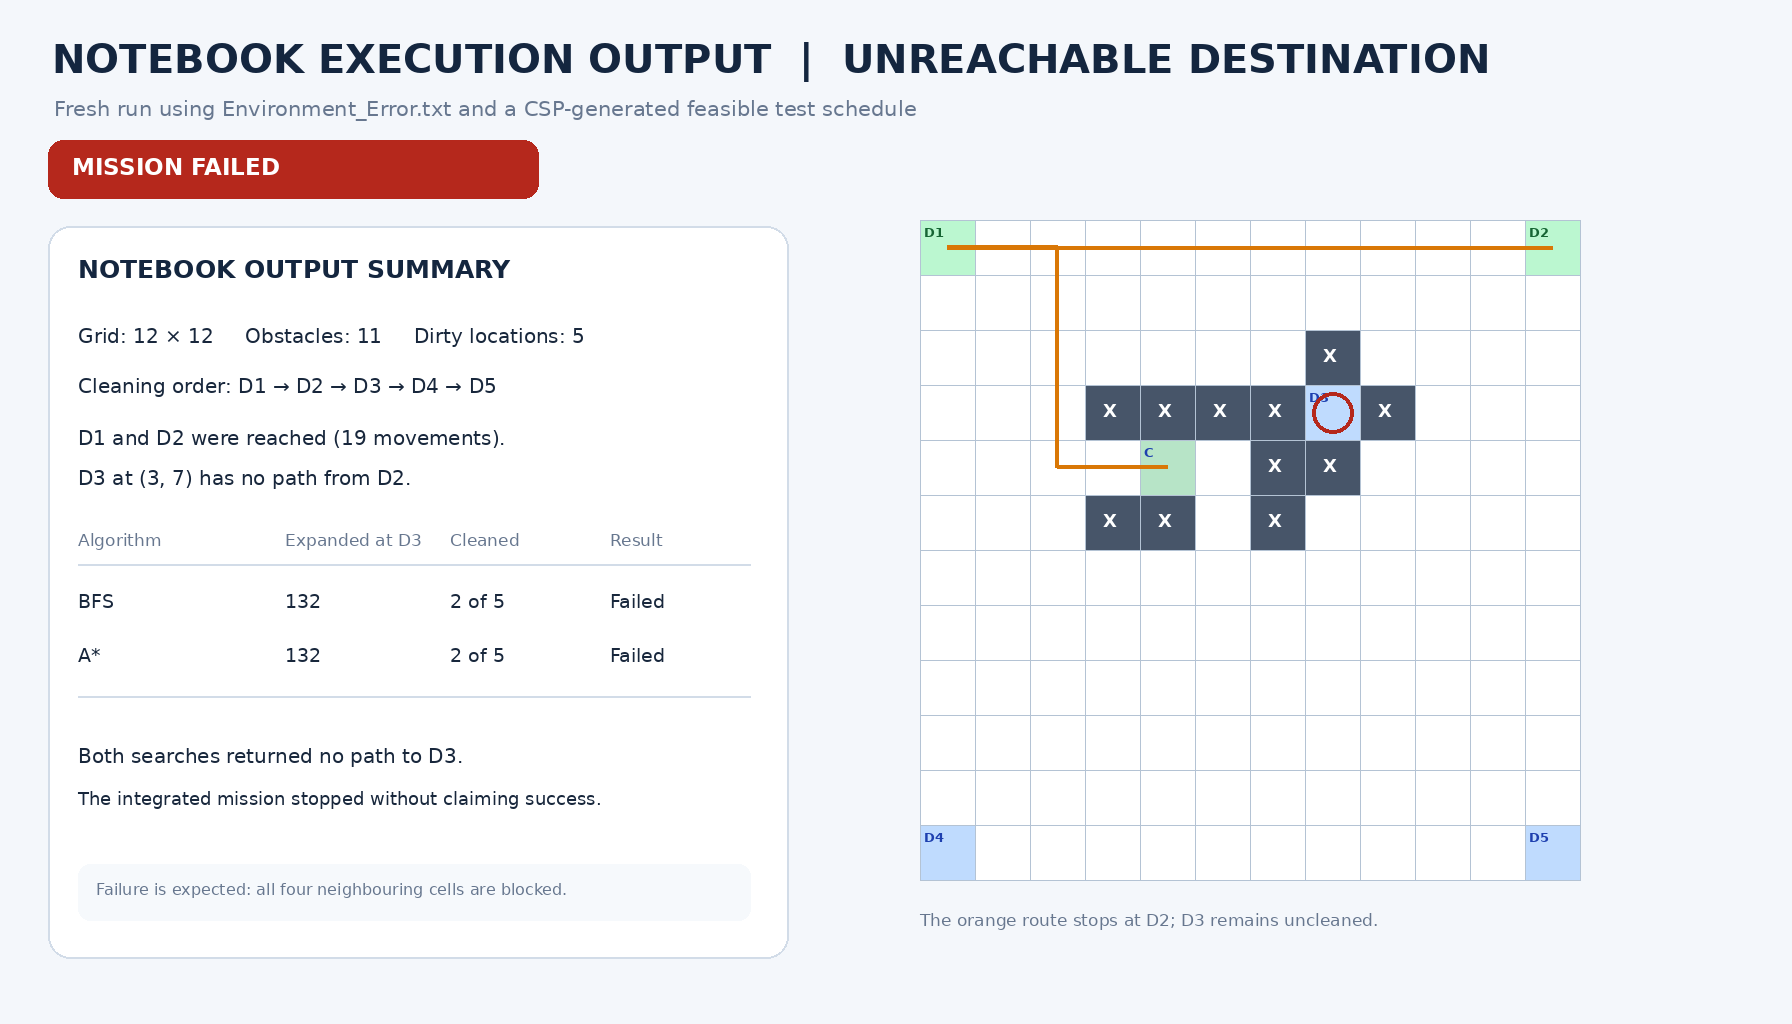 NOTEBOOK EXECUTION OUTPUT | UNREACHABLE DESTINATION
Fresh run using Environment_Error.txt and a CSP-generated feasible test schedule
MISSION FAILED
NOTEBOOK OUTPUT SUMMARY
Grid: 12 × 12 Obstacles: 11 Dirty locations: 5
Cleaning order: D1 → D2 → D3 → D4 → D5
D1 and D2 were reached (19 movements).
D3 at (3, 7) has no path from D2.
Algorithm Expanded at D3 Cleaned Result
BFS 132 2 of 5 Failed
A* 132 2 of 5 Failed
Both searches returned no path to D3.
The integrated mission stopped without claiming success.
Failure is expected: all four neighbouring cells are blocked.
D1 D2
X
X X X X D3 X
C X X
X X X
D4 D5
The orange route stops at D2; D3 remains uncleaned.